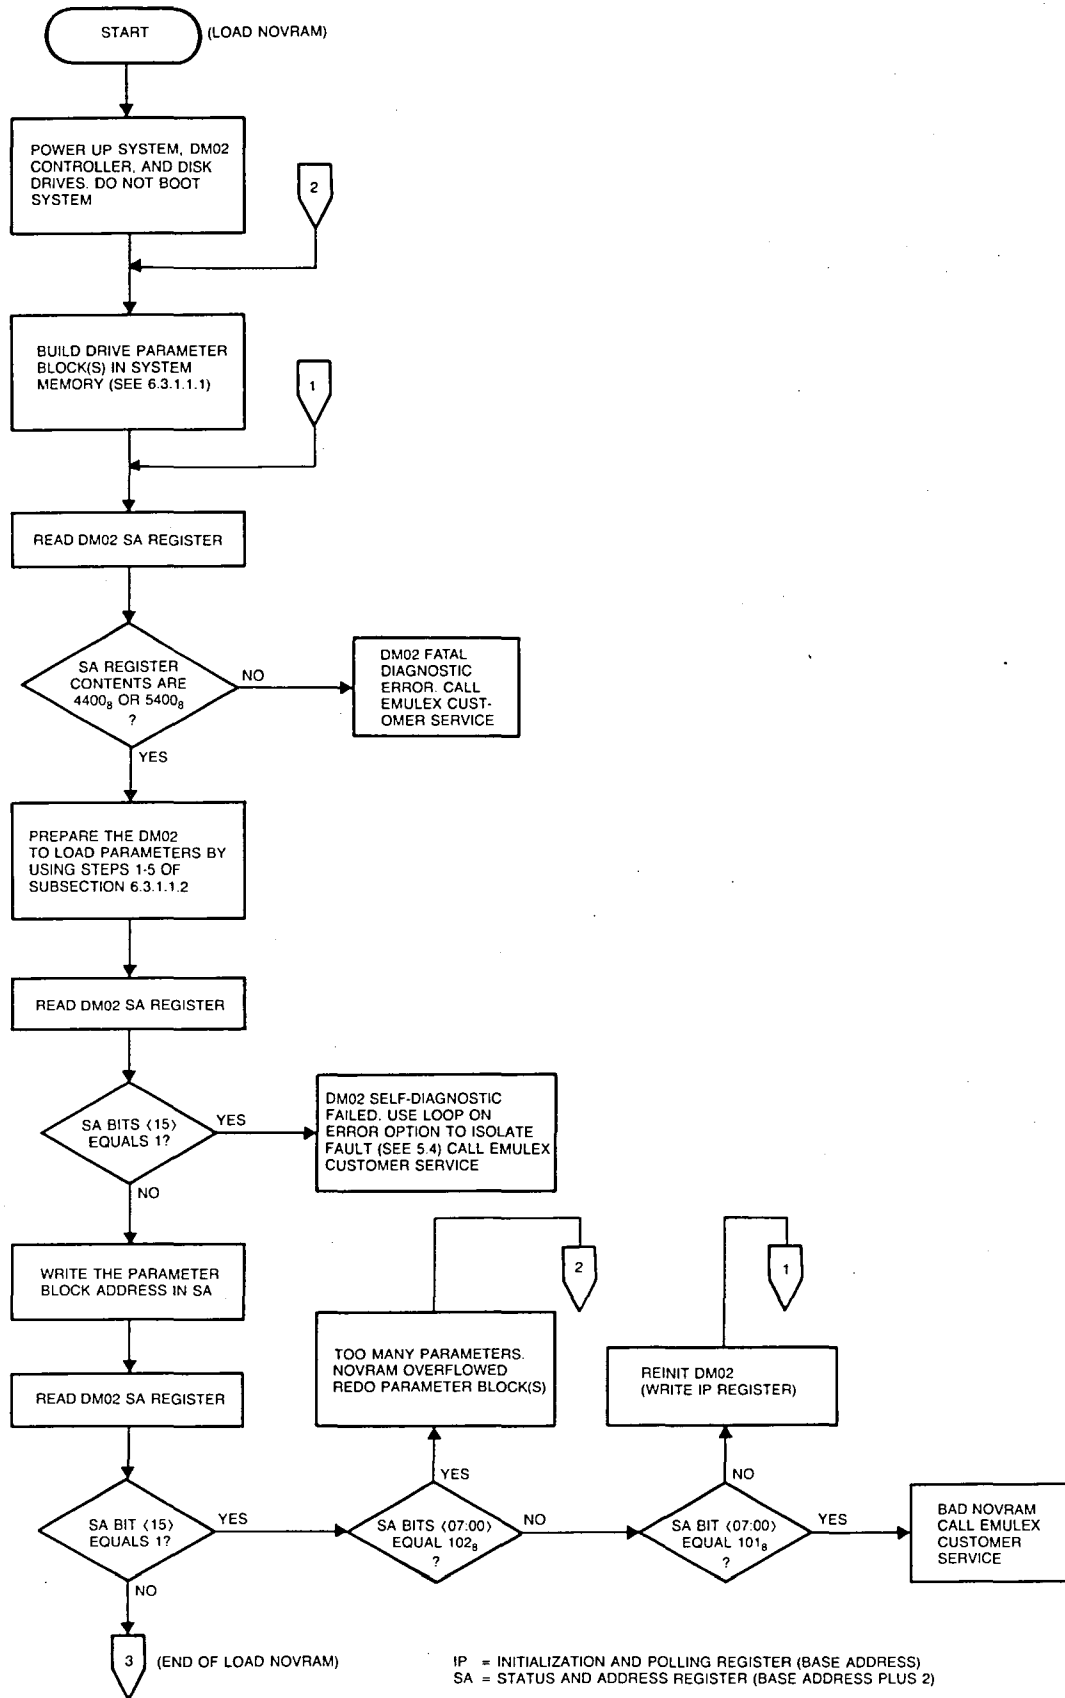 START
(LOAD NOVRAM)
POWER UP SYSTEM, DM02
CONTROLLER, AND DISK
DRIVES. DO NOT BOOT
SYSTEM
2
BUILD DRIVE PARAMETER
BLOCK(S) IN SYSTEM
MEMORY (SEE 6.3.1.1.1)
1
READ DM02 SA REGISTER
SA REGISTER
CONTENTS ARE
4400₈ OR 5400₈
?
NO
DM02 FATAL
DIAGNOSTIC
ERROR. CALL
EMULEX CUST-
OMER SERVICE
YES
PREPARE THE DM02
TO LOAD PARAMETERS BY
USING STEPS 1-5 OF
SUBSECTION 6.3.1.1.2
READ DM02 SA REGISTER
SA BITS ⟨15⟩
EQUALS 1?
YES
DM02 SELF-DIAGNOSTIC
FAILED. USE LOOP ON
ERROR OPTION TO ISOLATE
FAULT (SEE 5.4) CALL EMULEX
CUSTOMER SERVICE
NO
WRITE THE PARAMETER
BLOCK ADDRESS IN SA
2
1
TOO MANY PARAMETERS.
NOVRAM OVERFLOWED
REDO PARAMETER BLOCK(S)
REINIT DM02
(WRITE IP REGISTER)
READ DM02 SA REGISTER
SA BIT ⟨15⟩
EQUALS 1?
YES
YES
SA BITS ⟨07:00⟩
EQUAL 102₈
?
NO
NO
SA BIT ⟨07:00⟩
EQUAL 101₈
?
YES
BAD NOVRAM
CALL EMULEX
CUSTOMER
SERVICE
NO
3
(END OF LOAD NOVRAM)
IP = INITIALIZATION AND POLLING REGISTER (BASE ADDRESS)
SA = STATUS AND ADDRESS REGISTER (BASE ADDRESS PLUS 2)